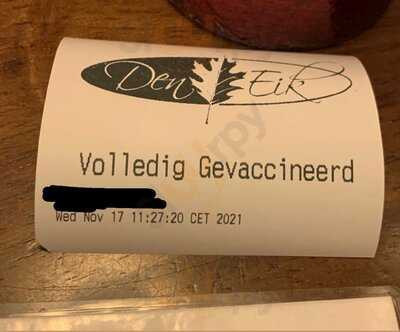 Den Eik
Volledig Gevaccineerd
Wed Nov 17 11:27:20 CET 2021